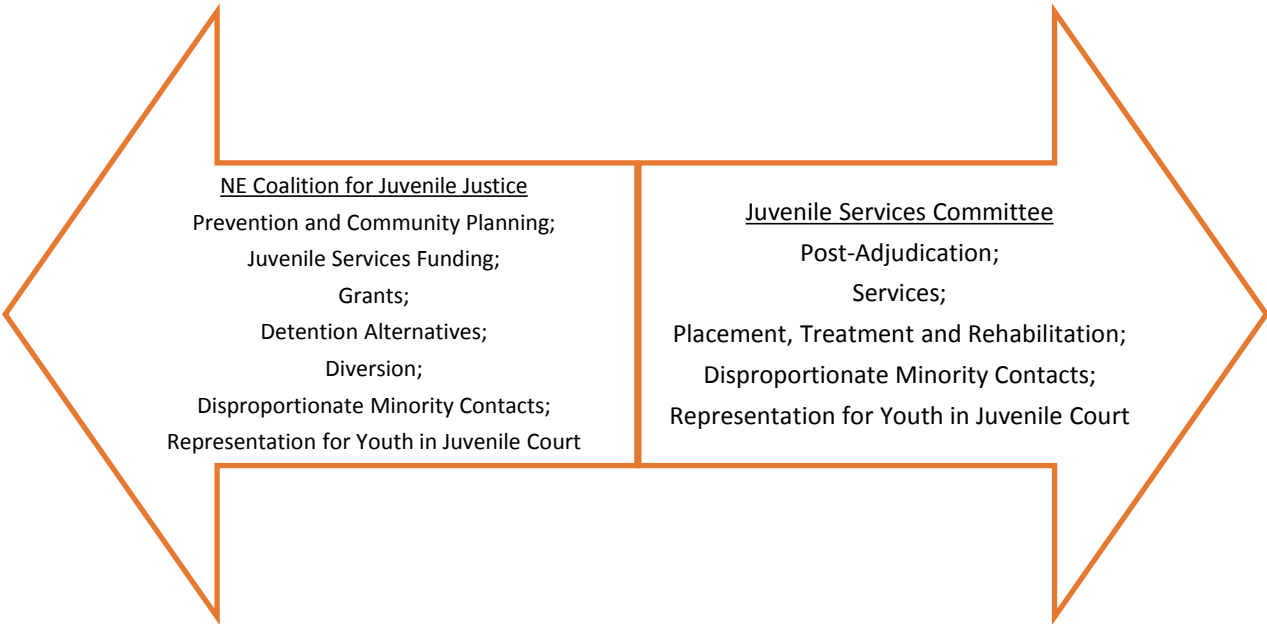 NE Coalition for Juvenile Justice
Prevention and Community Planning;
Juvenile Services Funding;
Grants;
Detention Alternatives;
Diversion;
Disproportionate Minority Contacts;
Representation for Youth in Juvenile Court
Juvenile Services Committee
Post-Adjudication;
Services;
Placement, Treatment and Rehabilitation;
Disproportionate Minority Contacts;
Representation for Youth in Juvenile Court